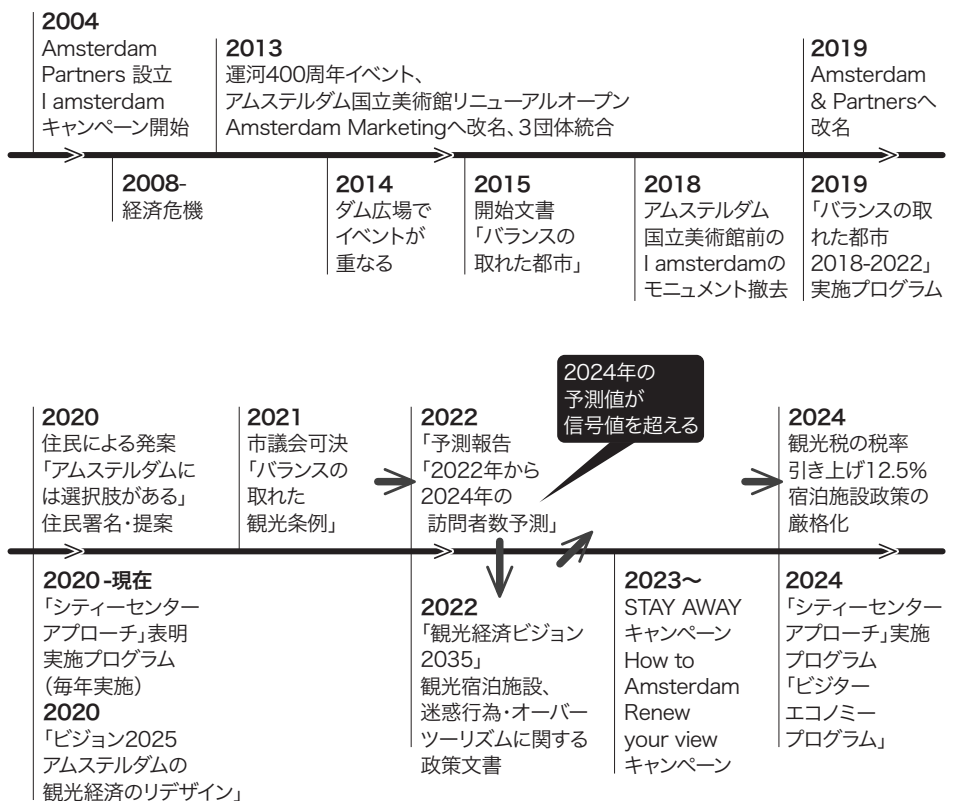 2004
Amsterdam
Partners 設立
I amsterdam
キャンペーン開始
2013
運河400周年イベント、
アムステルダム国立美術館リニューアルオープン
Amsterdam Marketingへ改名、3団体統合
2019
Amsterdam
& Partnersへ
改名
2008-
経済危機
2014
ダム広場で
イベントが
重なる
2015
開始文書
「バランスの
取れた都市」
2018
アムステルダム
国立美術館前の
I amsterdamの
モニュメント撤去
2019
「バランスの取
れた都市
2018-2022」
実施プログラム
2024年の
予測値が
信号値を超える
2020
住民による発案
「アムステルダムに
は選択肢がある」
住民署名・提案
2021
市議会可決
「バランスの
取れた
観光条例」
2022
「予測報告
「2022年から
2024年の
訪問者数予測」
2024
観光税の税率
引き上げ12.5%
宿泊施設政策の
厳格化
2020-現在
「シティーセンター
アプローチ」表明
実施プログラム
（毎年実施）
2020
「ビジョン2025
アムステルダムの
観光経済のリデザイン」
2022
「観光経済ビジョン
2035」
観光宿泊施設、
迷惑行為・オーバー
ツーリズムに関する
政策文書
2023〜
STAY AWAY
キャンペーン
How to
Amsterdam
Renew
your view
キャンペーン
2024
「シティーセンター
アプローチ」実施
プログラム
「ビジター
エコノミー
プログラム」